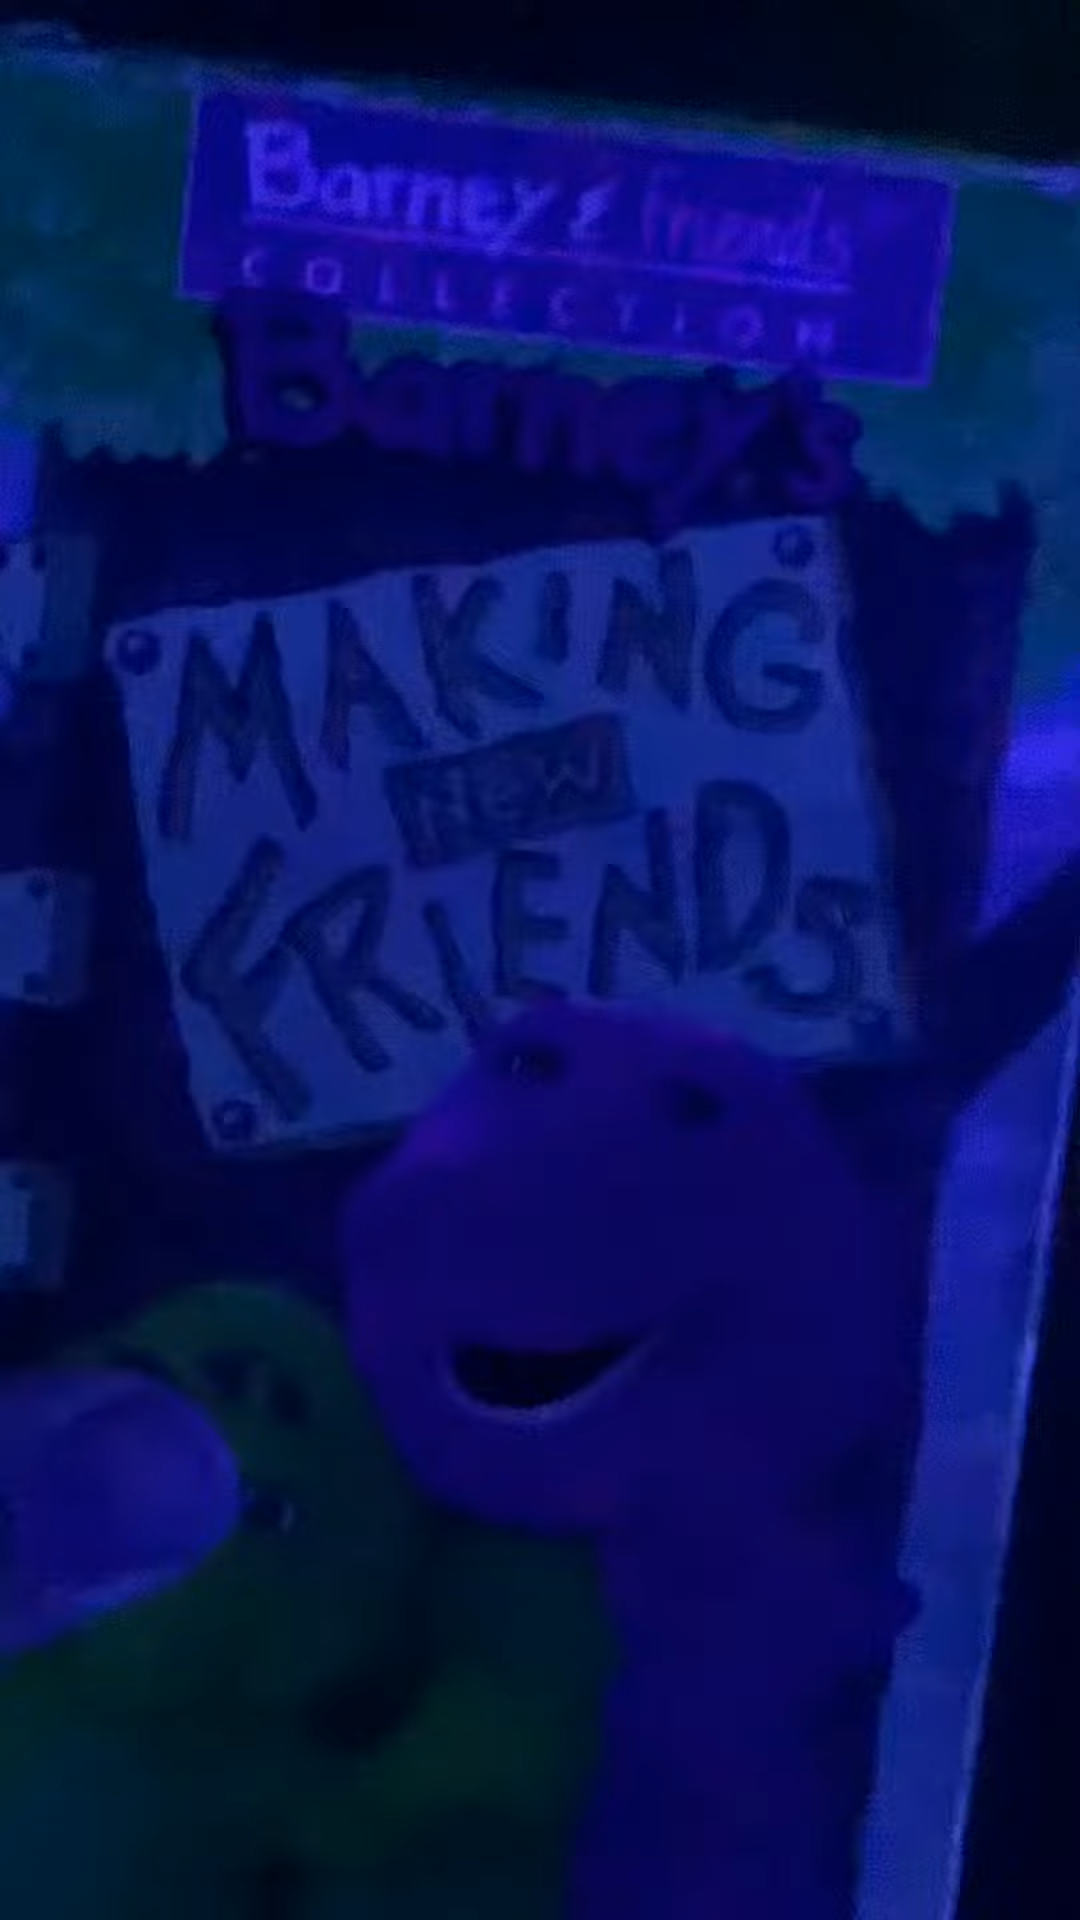 Barney & Friends
COLLECTION
Barney's
MAKING
NEW
FRIENDS